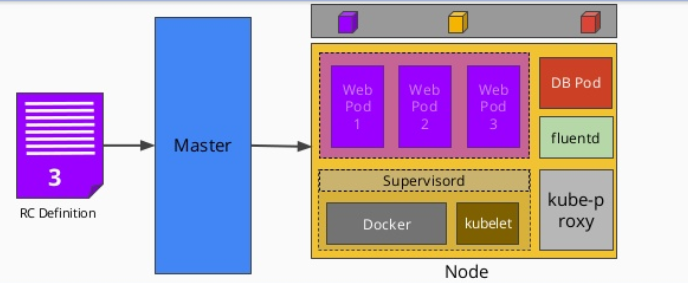 3
RC Definition
Master
Web
Pod
1
Web
Pod
2
Web
Pod
3
DB Pod
fluentd
Supervisord
Docker
kubelet
kube-p
roxy
Node